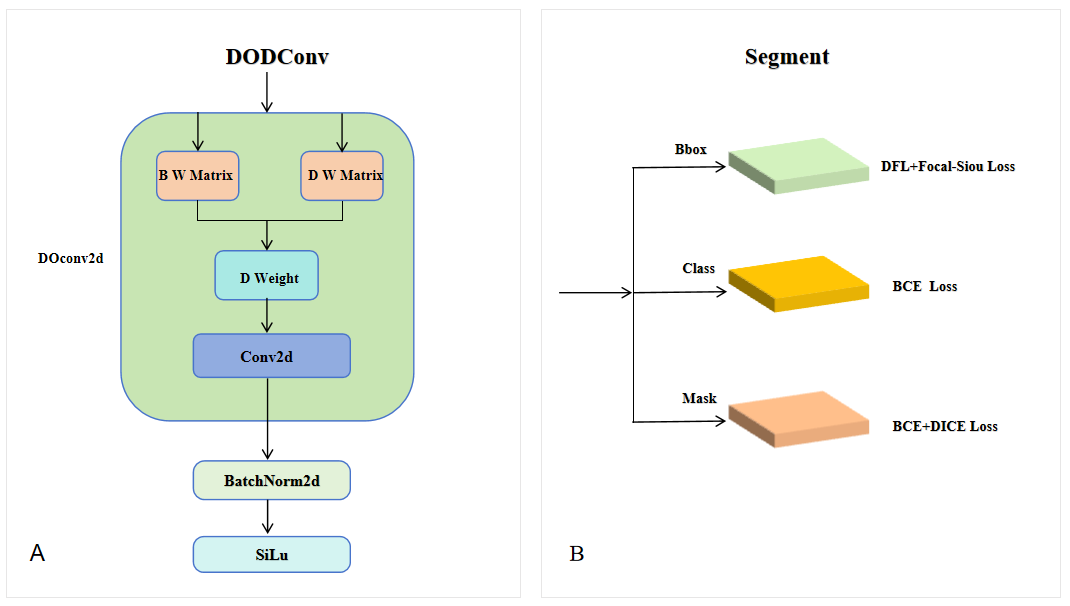 DODConv
B W Matrix
D W Matrix
DOconv2d
D Weight
Conv2d
BatchNorm2d
SiLu
A
Segment
Bbox
DFL+Focal-Siou Loss
Class
BCE Loss
Mask
BCE+DICE Loss
B